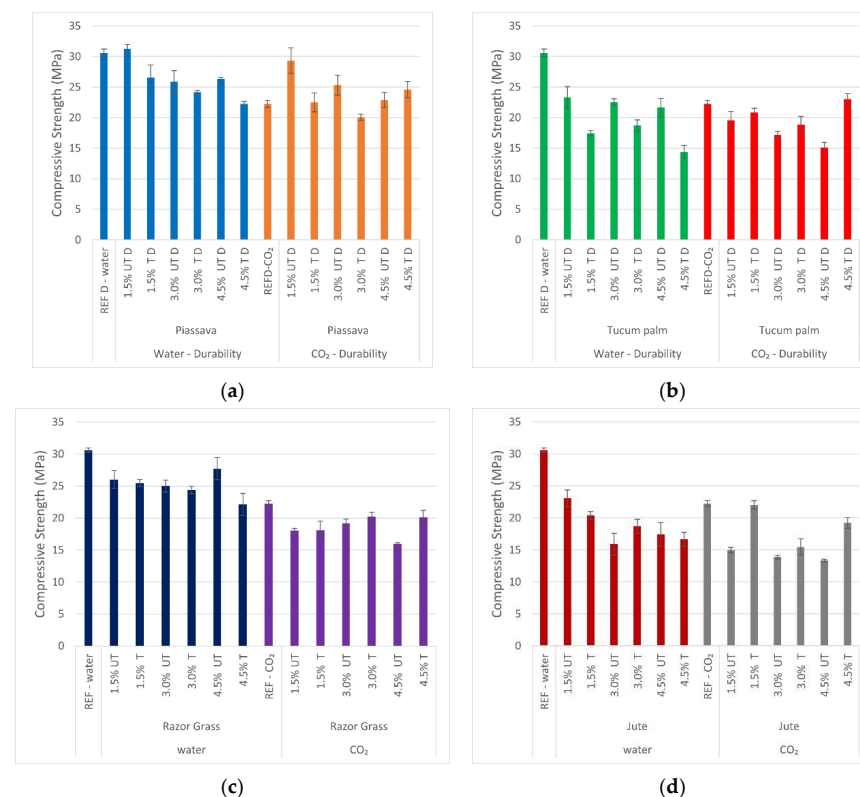 35
30
25
20
15
10
5
0
Compressive Strength (MPa)
REF D - water
1.5% UT D
1.5% T D
3.0% UT D
3.0% T D
4.5% UT D
4.5% T D
REFD-CO₂
1.5% UT D
1.5% T D
3.0% UT D
3.0% T D
4.5% UT D
4.5% T D
Piassava
Piassava
Water - Durability
CO₂ - Durability
(a)
35
30
25
20
15
10
5
0
Compressive Strength (MPa)
REF D - water
1.5% UT D
1.5% T D
3.0% UT D
3.0% T D
4.5% UT D
4.5% T D
REFD-CO₂
1.5% UT D
1.5% T D
3.0% UT D
3.0% T D
4.5% UT D
4.5% T D
Tucum palm
Tucum palm
Water - Durability
CO₂ - Durability
(b)
35
30
25
20
15
10
5
0
Compressive Strength (MPa)
REF - water
1.5% UT
1.5% T
3.0% UT
3.0% T
4.5% UT
4.5% T
REF - CO₂
1.5% UT
1.5% T
3.0% UT
3.0% T
4.5% UT
4.5% T
Razor Grass
Razor Grass
water
CO₂
(c)
35
30
25
20
15
10
5
0
Compressive Strength (MPa)
REF - water
1.5% UT
1.5% T
3.0% UT
3.0% T
4.5% UT
4.5% T
REF - CO₂
1.5% UT
1.5% T
3.0% UT
3.0% T
4.5% UT
4.5% T
Jute
Jute
water
CO₂
(d)